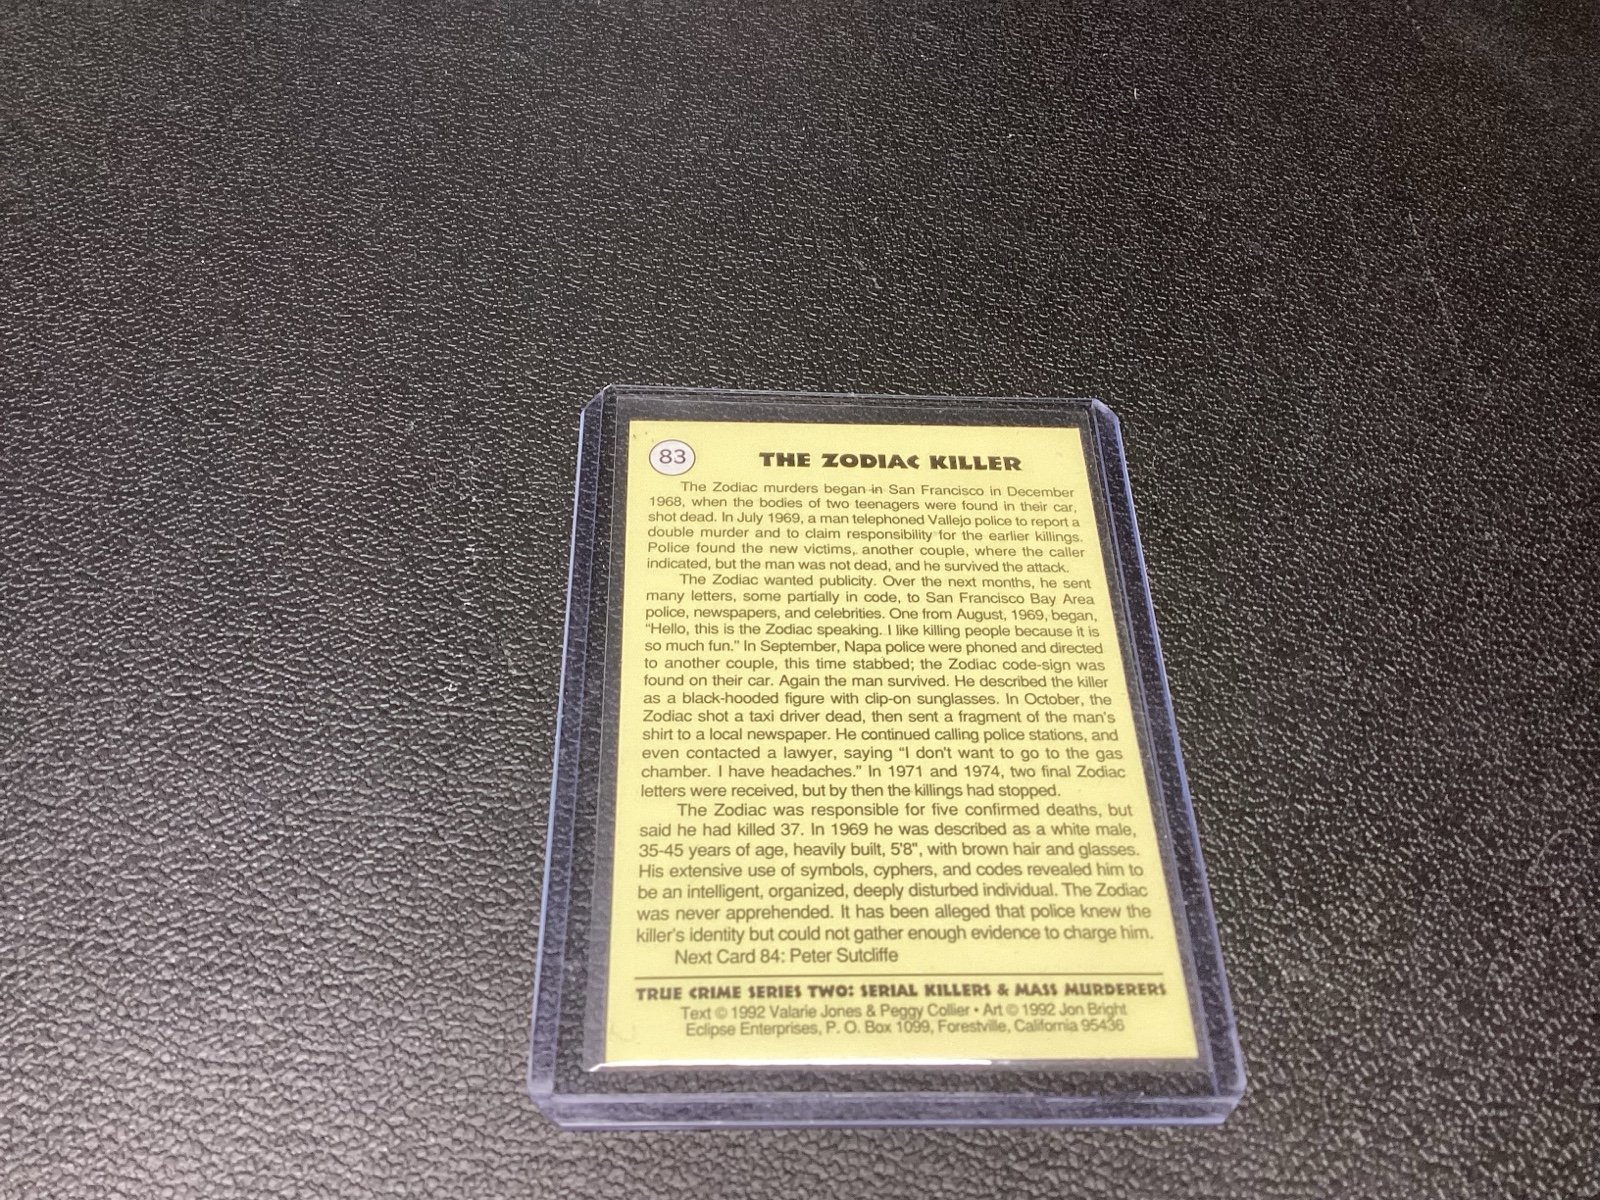 83
THE ZODIAC KILLER
The Zodiac murders began in San Francisco in December
1968, when the bodies of two teenagers were found in their car,
shot dead. In July 1969, a man telephoned Vallejo police to report a
double murder and to claim responsibility for the earlier killings.
Police found the new victims, another couple, where the caller
indicated, but the man was not dead, and he survived the attack.
The Zodiac wanted publicity. Over the next months, he sent
many letters, some partially in code, to San Francisco Bay Area
police, newspapers, and celebrities. One from August, 1969, began,
“Hello, this is the Zodiac speaking. I like killing people because it is
so much fun.” In September, Napa police were phoned and directed
to another couple, this time stabbed; the Zodiac code-sign was
found on their car. Again the man survived. He described the killer
as a black-hooded figure with clip-on sunglasses. In October, the
Zodiac shot a taxi driver dead, then sent a fragment of the man's
shirt to a local newspaper. He continued calling police stations, and
even contacted a lawyer, saying “I don't want to go to the gas
chamber. I have headaches.” In 1971 and 1974, two final Zodiac
letters were received, but by then the killings had stopped.
The Zodiac was responsible for five confirmed deaths, but
said he had killed 37. In 1969 he was described as a white male,
35-45 years of age, heavily built, 5'8", with brown hair and glasses.
His extensive use of symbols, cyphers, and codes revealed him to
be an intelligent, organized, deeply disturbed individual. The Zodiac
was never apprehended. It has been alleged that police knew the
killer's identity but could not gather enough evidence to charge him.
Next Card 84: Peter Sutcliffe
TRUE CRIME SERIES TWO: SERIAL KILLERS & MASS MURDERERS
Text © 1992 Valarie Jones & Peggy Collier • Art © 1992 Jon Bright
Eclipse Enterprises, P. O. Box 1099, Forestville, California 95436